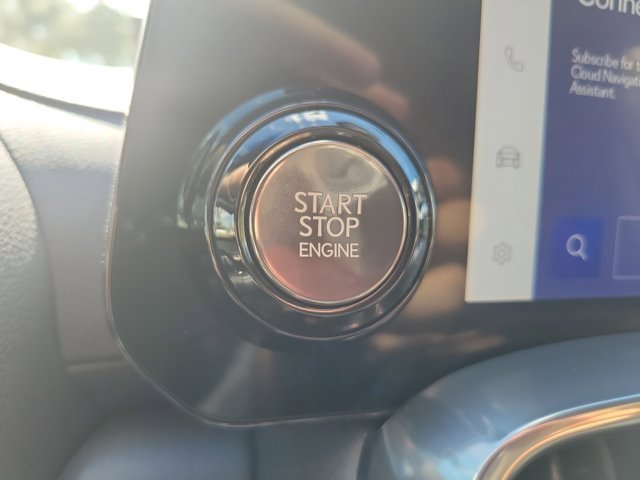 START
STOP
ENGINE
Subscribe for
Cloud Navigat
Assistant.